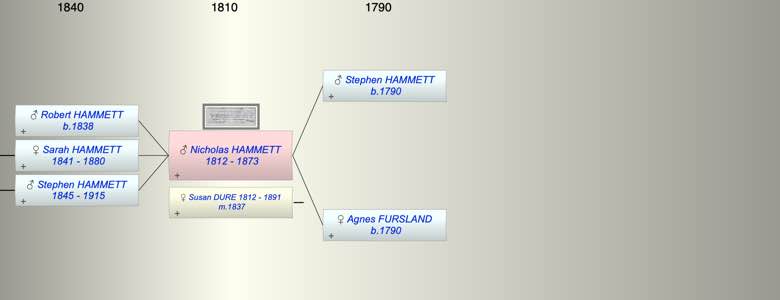 1840
1810
1790
♂ Robert HAMMETT
b.1838
+
♀ Sarah HAMMETT
1841 - 1880
+
♂ Stephen HAMMETT
1845 - 1915
+
♂ Nicholas HAMMETT
1812 - 1873
+
♀ Susan DURE 1812 - 1891
m.1837
+
♂ Stephen HAMMETT
b.1790
+
♀ Agnes FURSLAND
b.1790
+